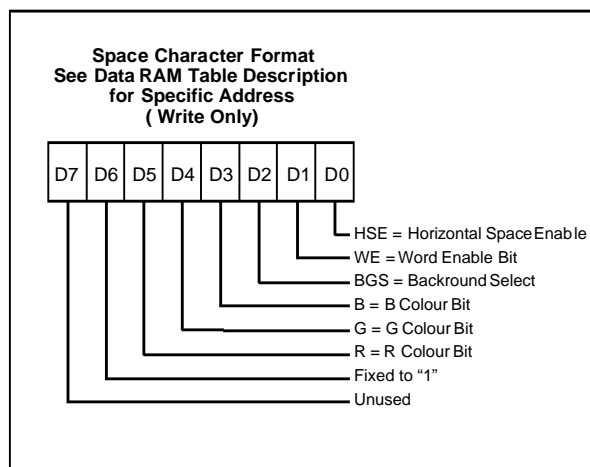 Space Character Format
See Data RAM Table Description
for Specific Address
( Write Only)
D7 D6 D5 D4 D3 D2 D1 D0
HSE = Horizontal Space Enable
WE = Word Enable Bit
BGS = Backround Select
B = B Colour Bit
G = G Colour Bit
R = R Colour Bit
Fixed to “1”
Unused